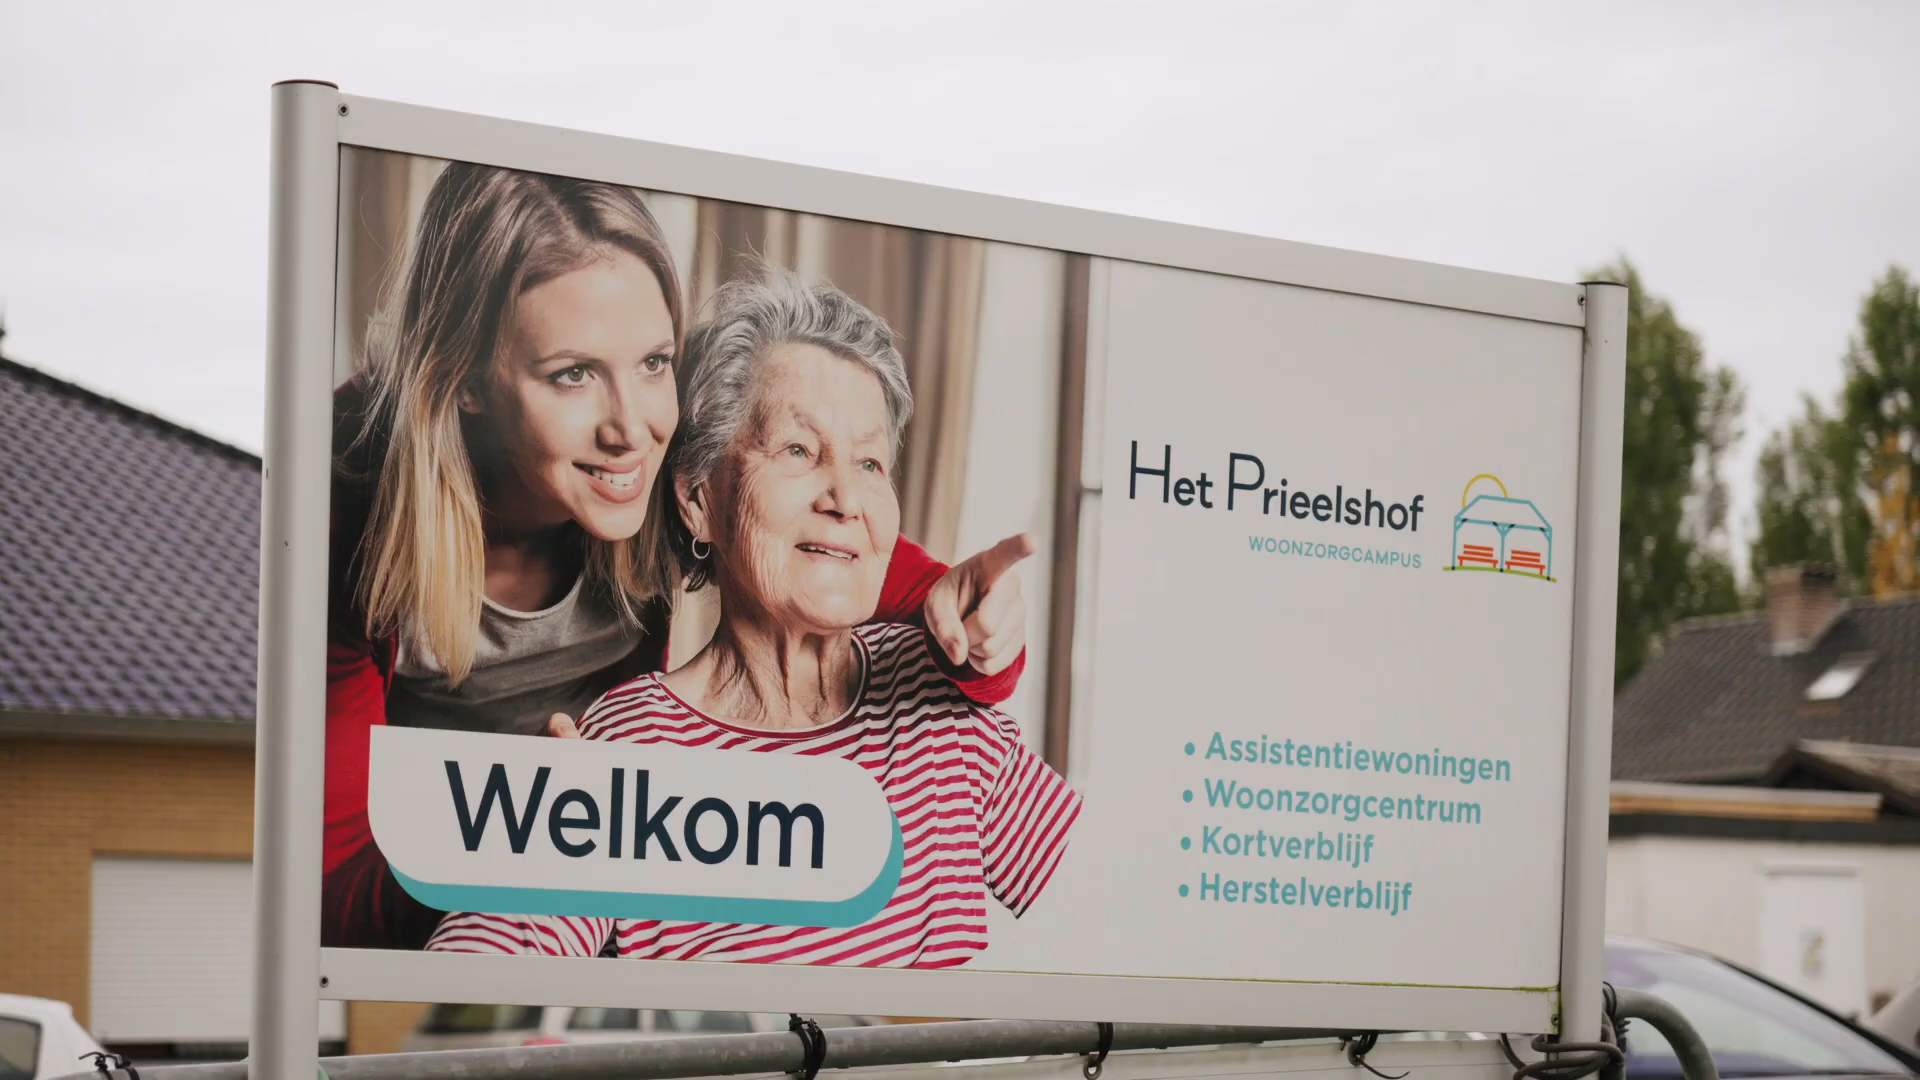 Het Prieelshof
WOONZORGCAMPUS
Welkom
• Assistentiewoningen
• Woonzorgcentrum
• Kortverblijf
• Herstelverblijf